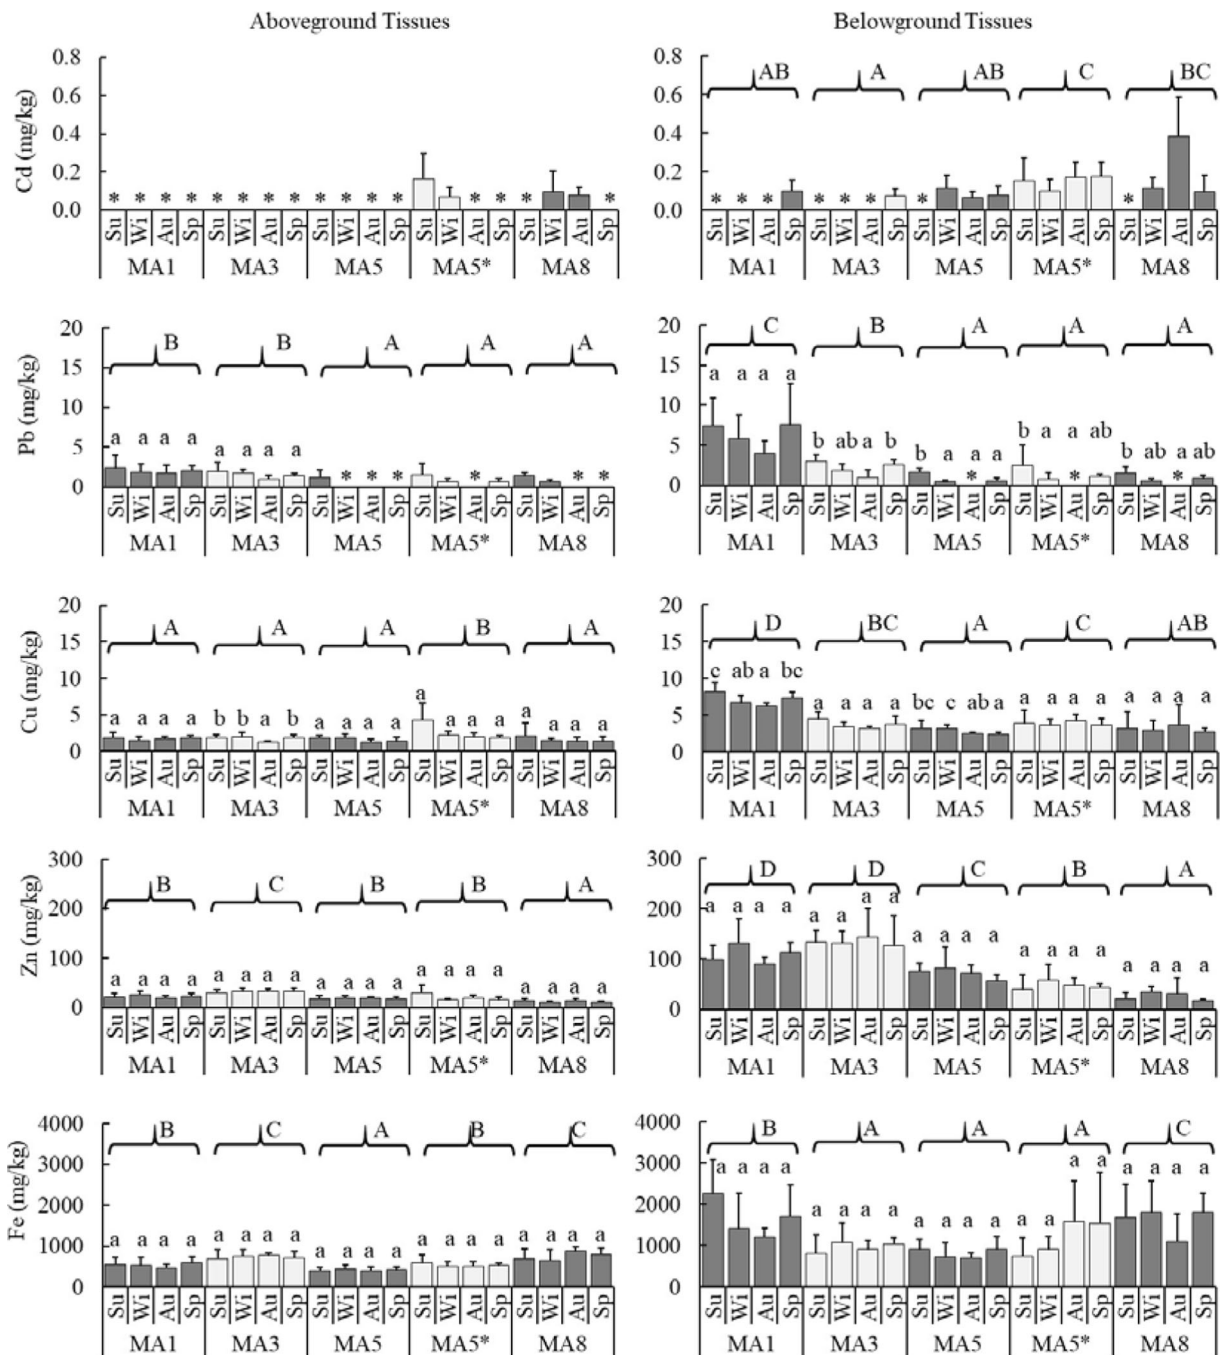 Aboveground Tissues
Belowground Tissues
Cd (mg/kg)
0.8
0.6
0.4
0.2
0.0
* * * * * * * * * * * * * * * *
Su Wi Au Sp Su Wi Au Sp Su Wi Au Sp Su Wi Au Sp Su Wi Au Sp
MA1 MA3 MA5 MA5* MA8
0.8
0.6
0.4
0.2
0.0
AB A AB C BC
* * * * * * * *
Su Wi Au Sp Su Wi Au Sp Su Wi Au Sp Su Wi Au Sp Su Wi Au Sp
MA1 MA3 MA5 MA5* MA8
Pb (mg/kg)
20
15
10
5
0
B B A A A
a a a a a a a a
* * * * * *
Su Wi Au Sp Su Wi Au Sp Su Wi Au Sp Su Wi Au Sp Su Wi Au Sp
MA1 MA3 MA5 MA5* MA8
20
15
10
5
0
C B A A A
a a a a b ab a b b a a a b a a ab b ab a ab
* * *
Su Wi Au Sp Su Wi Au Sp Su Wi Au Sp Su Wi Au Sp Su Wi Au Sp
MA1 MA3 MA5 MA5* MA8
Cu (mg/kg)
20
15
10
5
0
A A A B A
a a a a b b a b a a a a a a a a a a a a
Su Wi Au Sp Su Wi Au Sp Su Wi Au Sp Su Wi Au Sp Su Wi Au Sp
MA1 MA3 MA5 MA5* MA8
20
15
10
5
0
D BC A C AB
c ab a bc a a a a bc c ab a a a a a a a a a
Su Wi Au Sp Su Wi Au Sp Su Wi Au Sp Su Wi Au Sp Su Wi Au Sp
MA1 MA3 MA5 MA5* MA8
Zn (mg/kg)
300
200
100
0
B C B B A
a a a a a a a a a a a a a a a a a a a a
Su Wi Au Sp Su Wi Au Sp Su Wi Au Sp Su Wi Au Sp Su Wi Au Sp
MA1 MA3 MA5 MA5* MA8
300
200
100
0
D D C B A
a a a a a a a a a a a a a a a a a a a a
Su Wi Au Sp Su Wi Au Sp Su Wi Au Sp Su Wi Au Sp Su Wi Au Sp
MA1 MA3 MA5 MA5* MA8
Fe (mg/kg)
4000
3000
2000
1000
0
B C A B C
a a a a a a a a a a a a a a a a a a a a
Su Wi Au Sp Su Wi Au Sp Su Wi Au Sp Su Wi Au Sp Su Wi Au Sp
MA1 MA3 MA5 MA5* MA8
4000
3000
2000
1000
0
B A A A C
a a a a a a a a a a a a a a a a a a a a
Su Wi Au Sp Su Wi Au Sp Su Wi Au Sp Su Wi Au Sp Su Wi Au Sp
MA1 MA3 MA5 MA5* MA8